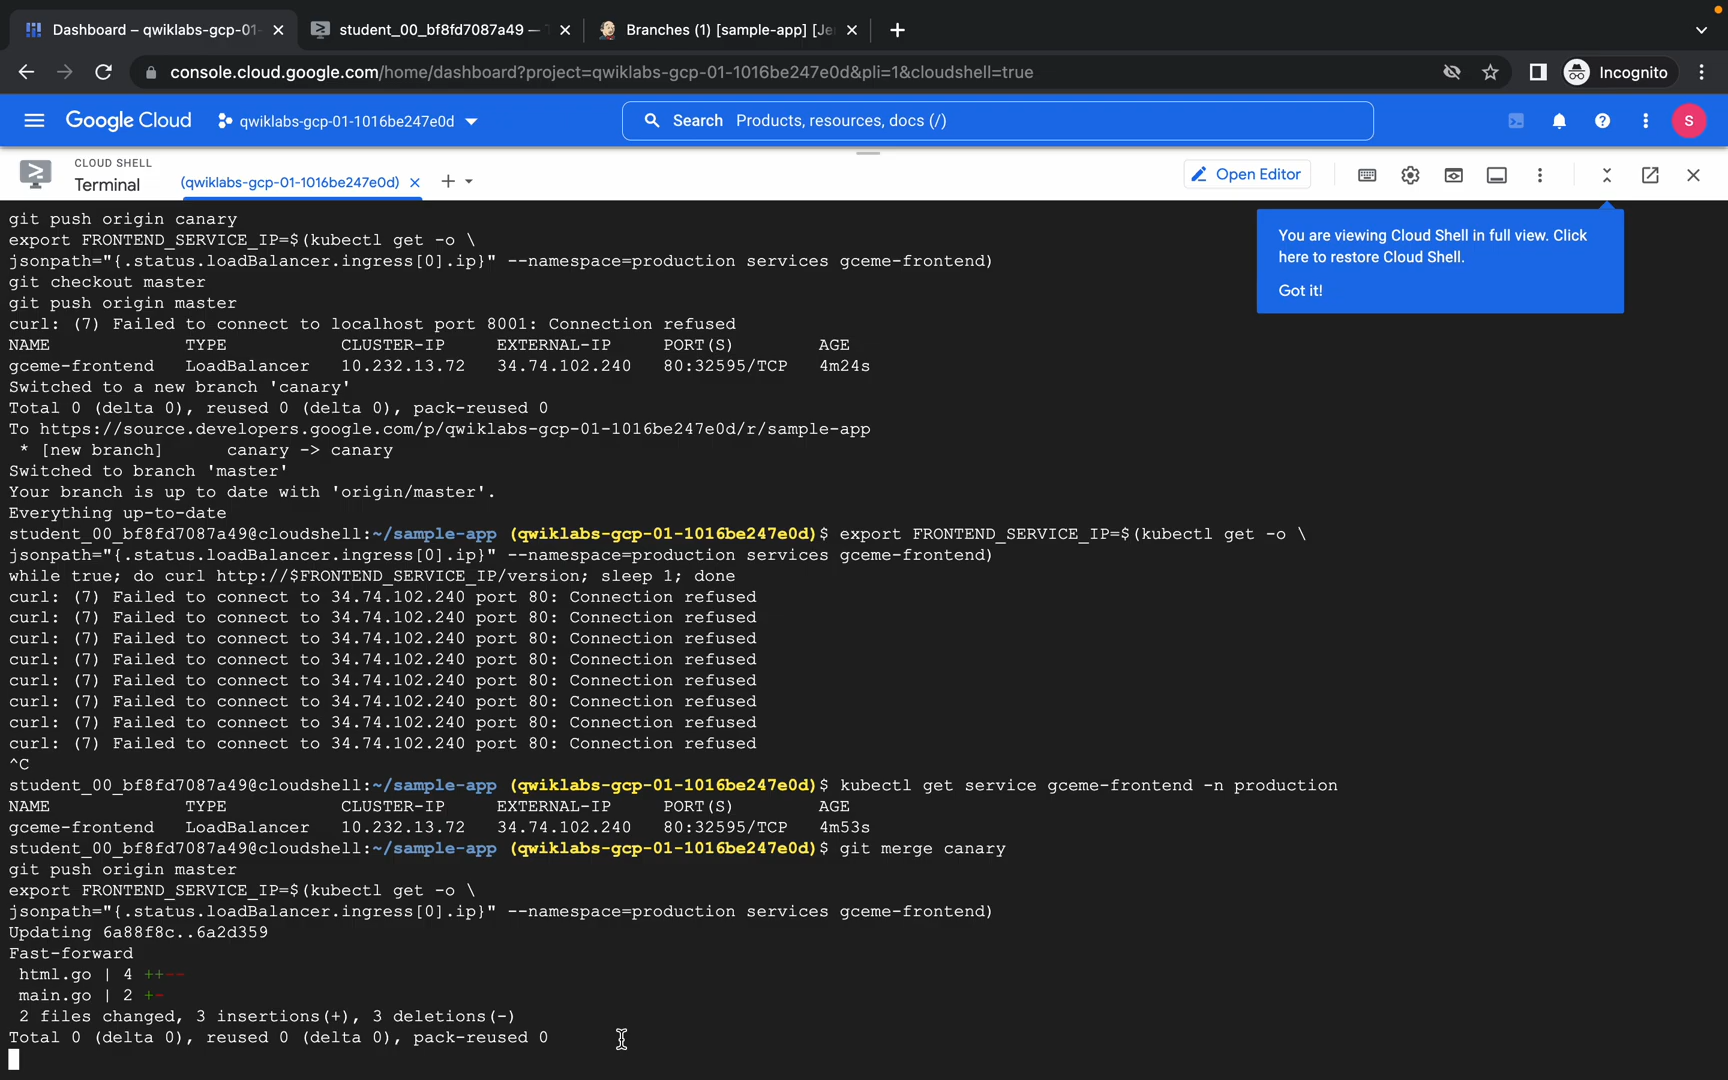 Dashboard – qwiklabs-gcp-01-
student_00_bf8fd7087a49 –
Branches (1) [sample-app] [Je
console.cloud.google.com/home/dashboard?project=qwiklabs-gcp-01-1016be247e0d&pli=1&cloudshell=true
Incognito
Google Cloud
qwiklabs-gcp-01-1016be247e0d
Search Products, resources, docs (/)
S
CLOUD SHELL
Terminal
(qwiklabs-gcp-01-1016be247e0d)
Open Editor
You are viewing Cloud Shell in full view. Click
here to restore Cloud Shell.
Got it!
git push origin canary
export FRONTEND_SERVICE_IP=$(kubectl get -o \
jsonpath="{.status.loadBalancer.ingress[0].ip}" --namespace=production services gceme-frontend)
git checkout master
git push origin master
curl: (7) Failed to connect to localhost port 8001: Connection refused
NAME TYPE CLUSTER-IP EXTERNAL-IP PORT(S) AGE
gceme-frontend LoadBalancer 10.232.13.72 34.74.102.240 80:32595/TCP 4m24s
Switched to a new branch 'canary'
Total 0 (delta 0), reused 0 (delta 0), pack-reused 0
To https://source.developers.google.com/p/qwiklabs-gcp-01-1016be247e0d/r/sample-app
* [new branch] canary -> canary
Switched to branch 'master'
Your branch is up to date with 'origin/master'.
Everything up-to-date
student_00_bf8fd7087a49@cloudshell:~/sample-app (qwiklabs-gcp-01-1016be247e0d)$ export FRONTEND_SERVICE_IP=$(kubectl get -o \
jsonpath="{.status.loadBalancer.ingress[0].ip}" --namespace=production services gceme-frontend)
while true; do curl http://$FRONTEND_SERVICE_IP/version; sleep 1; done
curl: (7) Failed to connect to 34.74.102.240 port 80: Connection refused
curl: (7) Failed to connect to 34.74.102.240 port 80: Connection refused
curl: (7) Failed to connect to 34.74.102.240 port 80: Connection refused
curl: (7) Failed to connect to 34.74.102.240 port 80: Connection refused
curl: (7) Failed to connect to 34.74.102.240 port 80: Connection refused
curl: (7) Failed to connect to 34.74.102.240 port 80: Connection refused
curl: (7) Failed to connect to 34.74.102.240 port 80: Connection refused
curl: (7) Failed to connect to 34.74.102.240 port 80: Connection refused
^C
student_00_bf8fd7087a49@cloudshell:~/sample-app (qwiklabs-gcp-01-1016be247e0d)$ kubectl get service gceme-frontend -n production
NAME TYPE CLUSTER-IP EXTERNAL-IP PORT(S) AGE
gceme-frontend LoadBalancer 10.232.13.72 34.74.102.240 80:32595/TCP 4m53s
student_00_bf8fd7087a49@cloudshell:~/sample-app (qwiklabs-gcp-01-1016be247e0d)$ git merge canary
git push origin master
export FRONTEND_SERVICE_IP=$(kubectl get -o \
jsonpath="{.status.loadBalancer.ingress[0].ip}" --namespace=production services gceme-frontend)
Updating 6a88f8c..6a2d359
Fast-forward
html.go | 4 ++--
main.go | 2 +-
2 files changed, 3 insertions(+), 3 deletions(-)
Total 0 (delta 0), reused 0 (delta 0), pack-reused 0